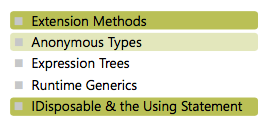 Extension Methods
Anonymous Types
Expression Trees
Runtime Generics
IDisposable & the Using Statement